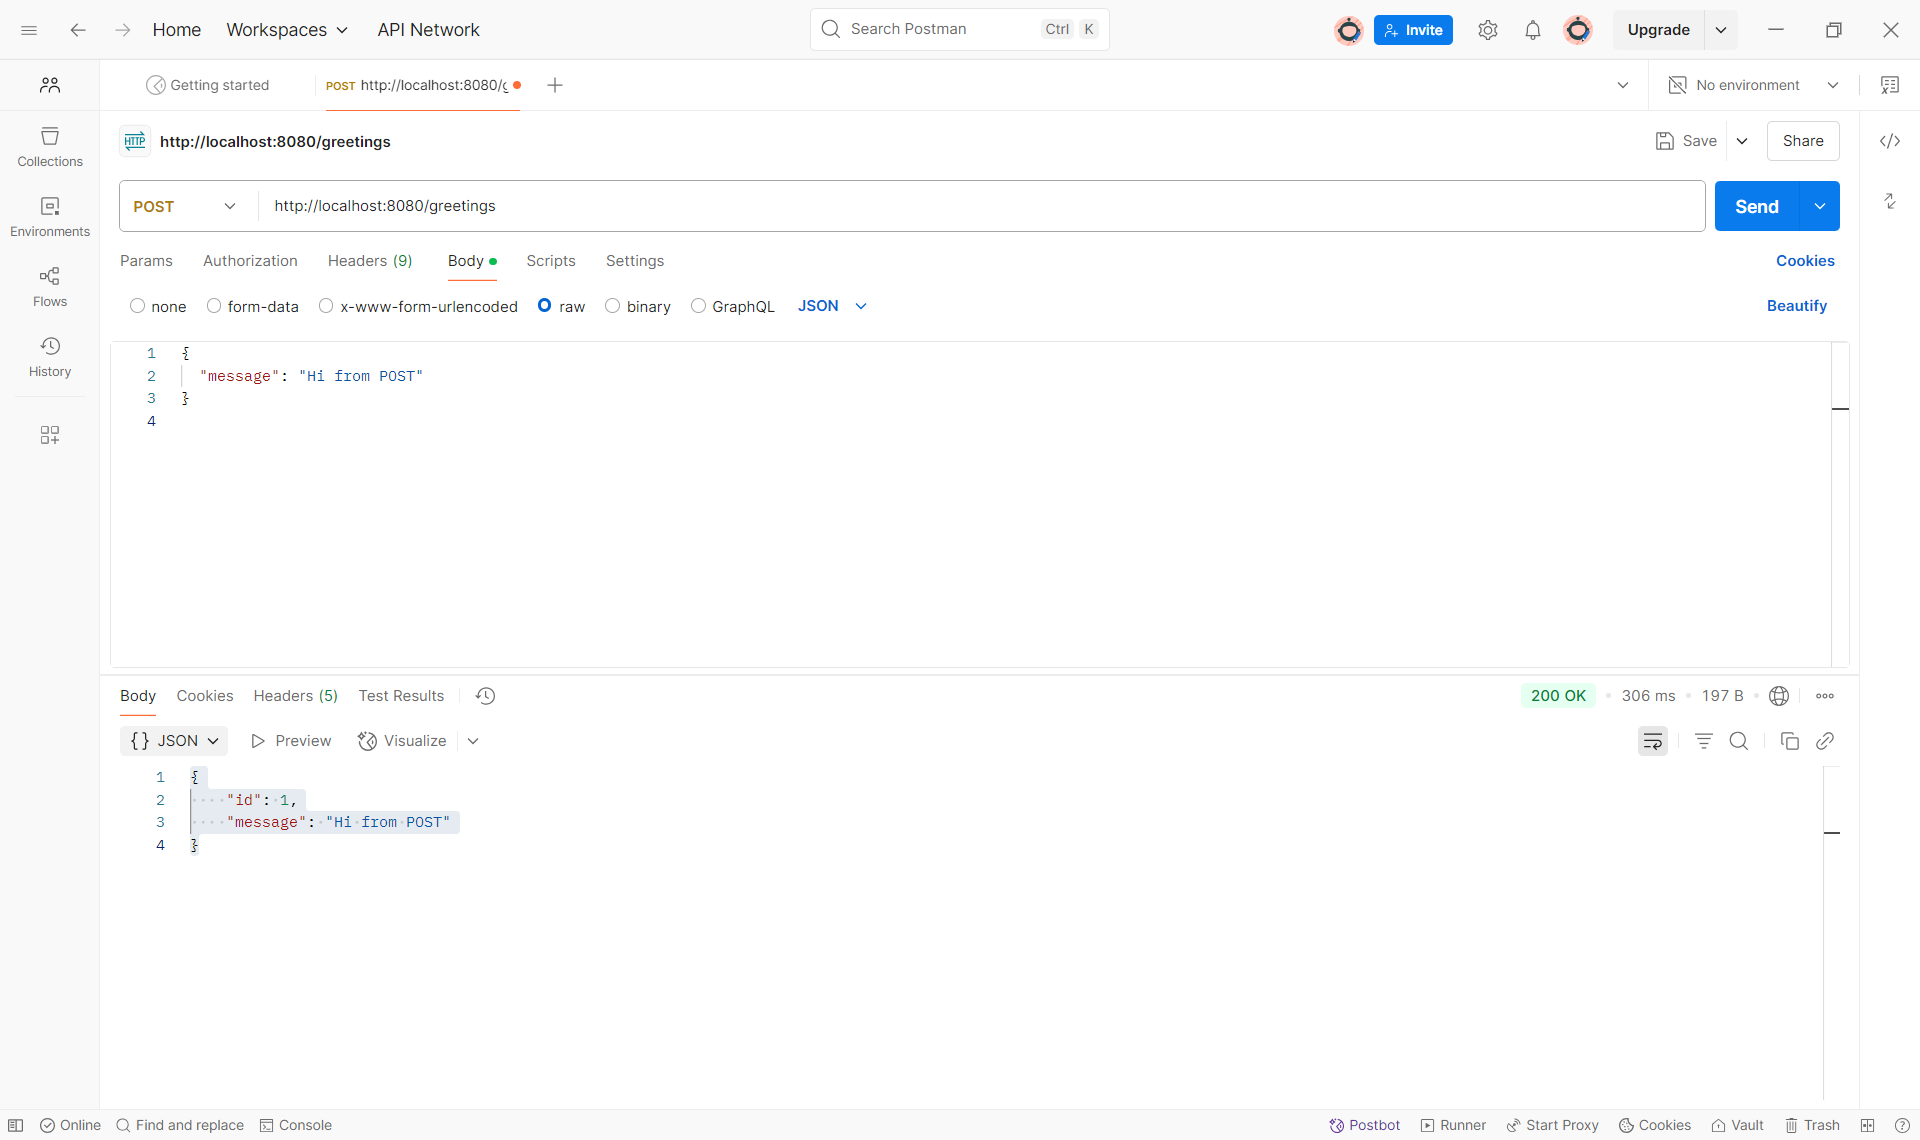 Home Workspaces API Network Search Postman Ctrl K Invite Upgrade
Getting started POST http://localhost:8080/g No environment
HTTP http://localhost:8080/greetings Save Share
Collections
Environments
Flows
History
POST http://localhost:8080/greetings Send
Params Authorization Headers (9) Body Scripts Settings Cookies
none form-data x-www-form-urlencoded raw binary GraphQL JSON Beautify
1 {
2 "message": "Hi from POST"
3 }
4
Body Cookies Headers (5) Test Results 200 OK • 306 ms • 197 B •
{} JSON Preview Visualize
1 {
2 ····"id":·1,
3 ····"message":·"Hi·from·POST"
4 }
Online Find and replace Console Postbot Runner Start Proxy Cookies Vault Trash